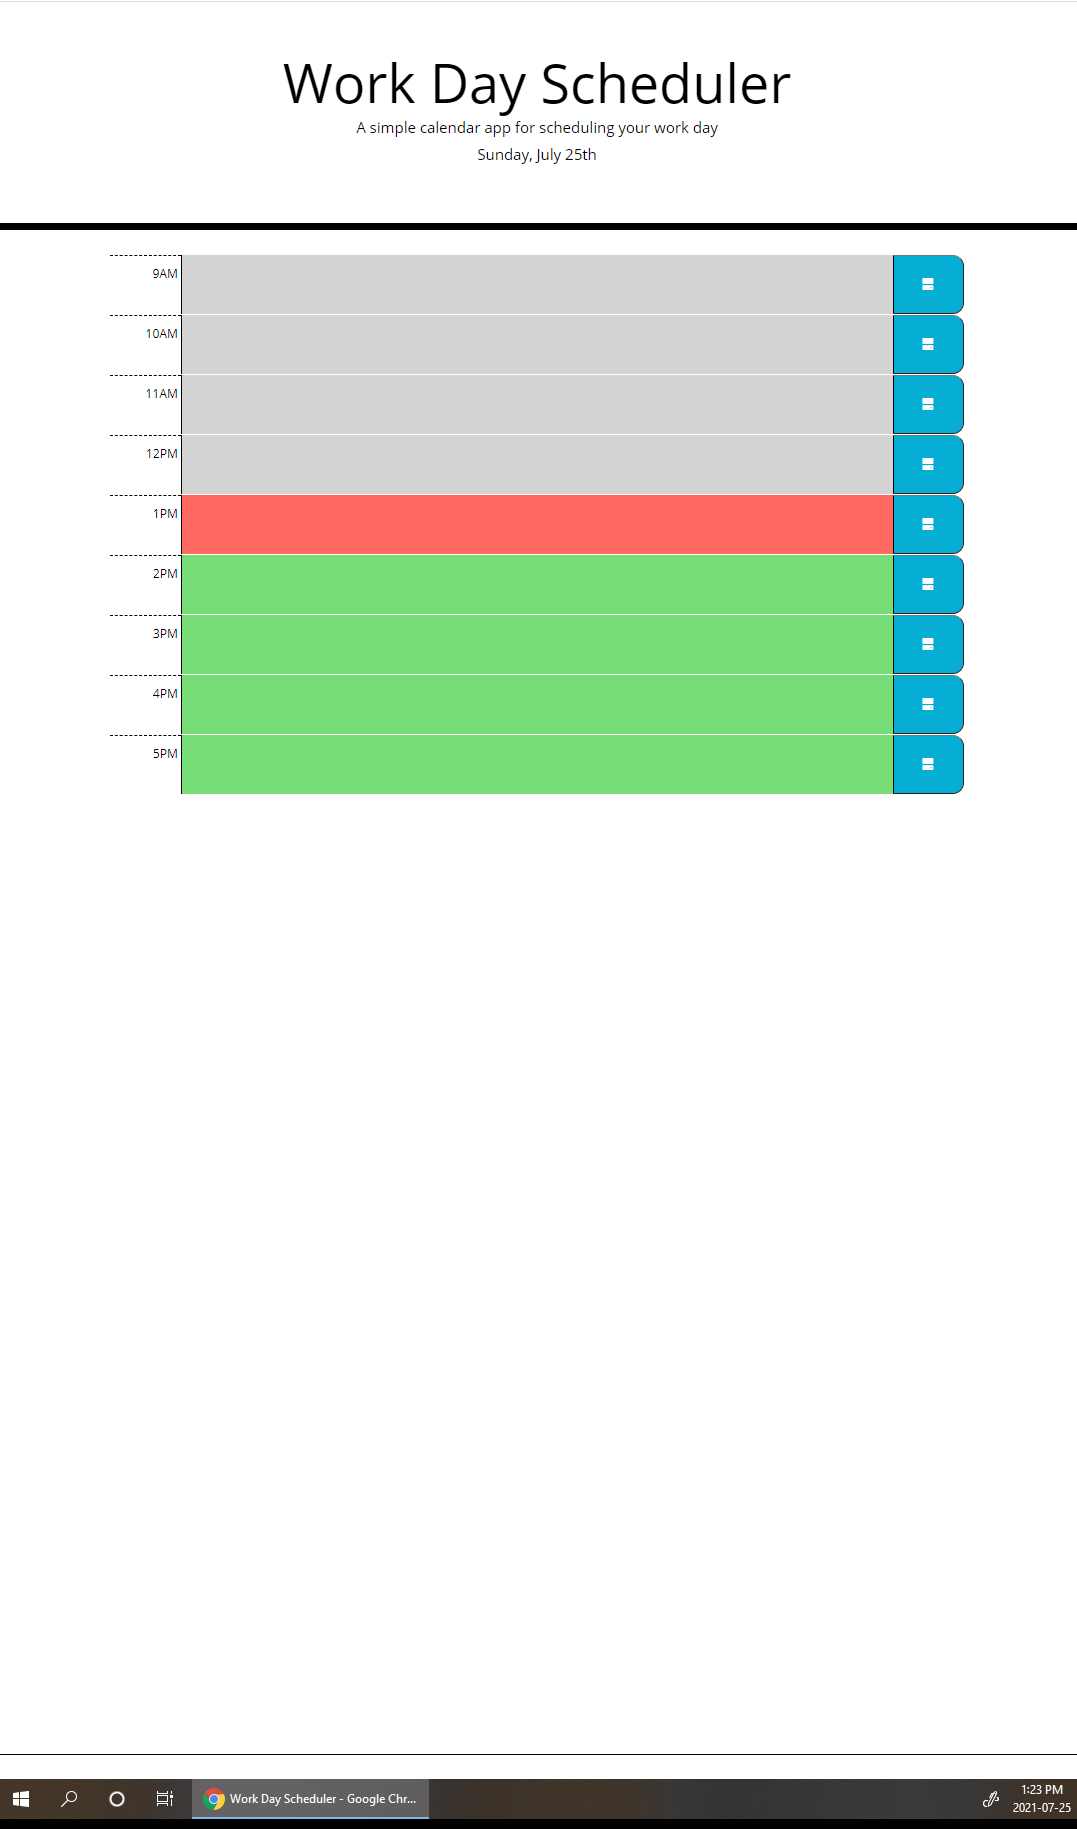 Work Day Scheduler
A simple calendar app for scheduling your work day
Sunday, July 25th
9AM
10AM
11AM
12PM
1PM
2PM
3PM
4PM
5PM
Work Day Scheduler - Google Chr...
1:23 PM
2021-07-25